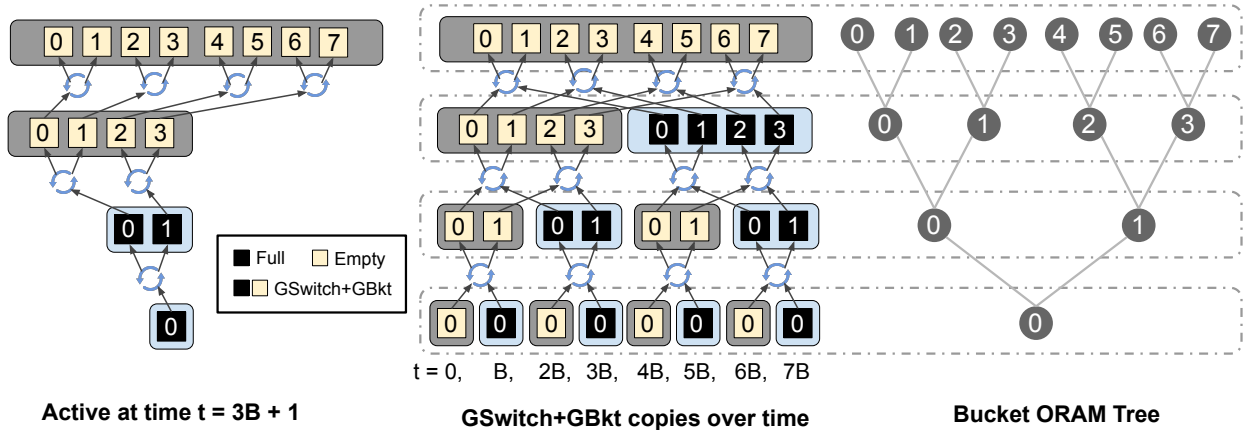 0 1 2 3 4 5 6 7
0 1 2 3
0 1
0
Full
Empty
GSwitch+GBkt
Active at time t = 3B + 1
0 1 2 3 4 5 6 7
0 1 2 3 0 1 2 3
0 1 0 1 0 1 0 1
0 0 0 0 0 0 0 0
t = 0, B, 2B, 3B, 4B, 5B, 6B, 7B
GSwitch+GBkt copies over time
0 1 2 3 4 5 6 7
0 1 2 3
0 1
0
Bucket ORAM Tree